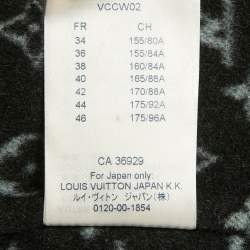 VCCW02
FR CH
34 155/80A
36 155/84A
38 160/84A
40 165/88A
42 170/88A
44 175/92A
46 175/96A
CA 36929
For Japan only:
LOUIS VUITTON JAPAN K.K.
ルイ・ヴィトン ジャパン(株)
0120-00-1854